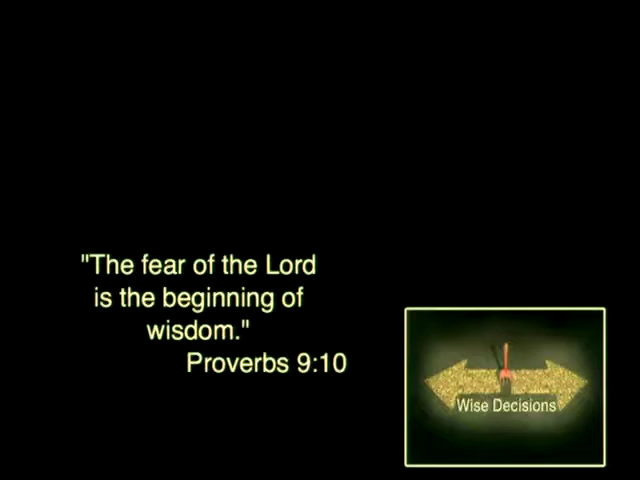 "The fear of the Lord
is the beginning of
wisdom."
Proverbs 9:10
Wise Decisions